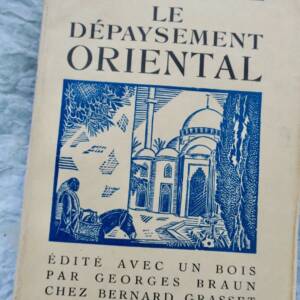 LE
DÉPAYSEMENT
ORIENTAL
ÉDITÉ AVEC UN BOIS
PAR GEORGES BRAUN
CHEZ BERNARD GRASSET